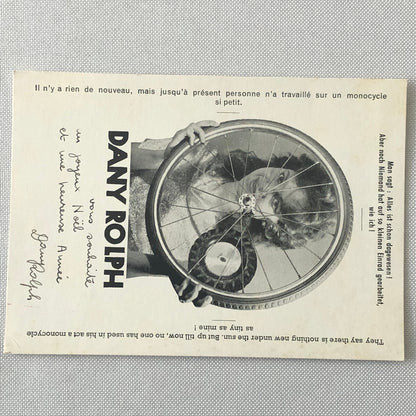 Il n'y a rien de nouveau, mais jusqu'à présent personne n'a travaillé sur un monocycle
si petit.
DANY ROLPH
vous souhaite
un joyeux Noël
et une heureuse Année
Dany Rolph
Man sagt: Alles ist schon dagewesen!
Aber noch Niemand hat auf so kleinen Einrad gearbeitet,
wie ich!
They say there is nothing new under the sun. But up till now, no one has used in his act a monocycle
as tiny as mine!